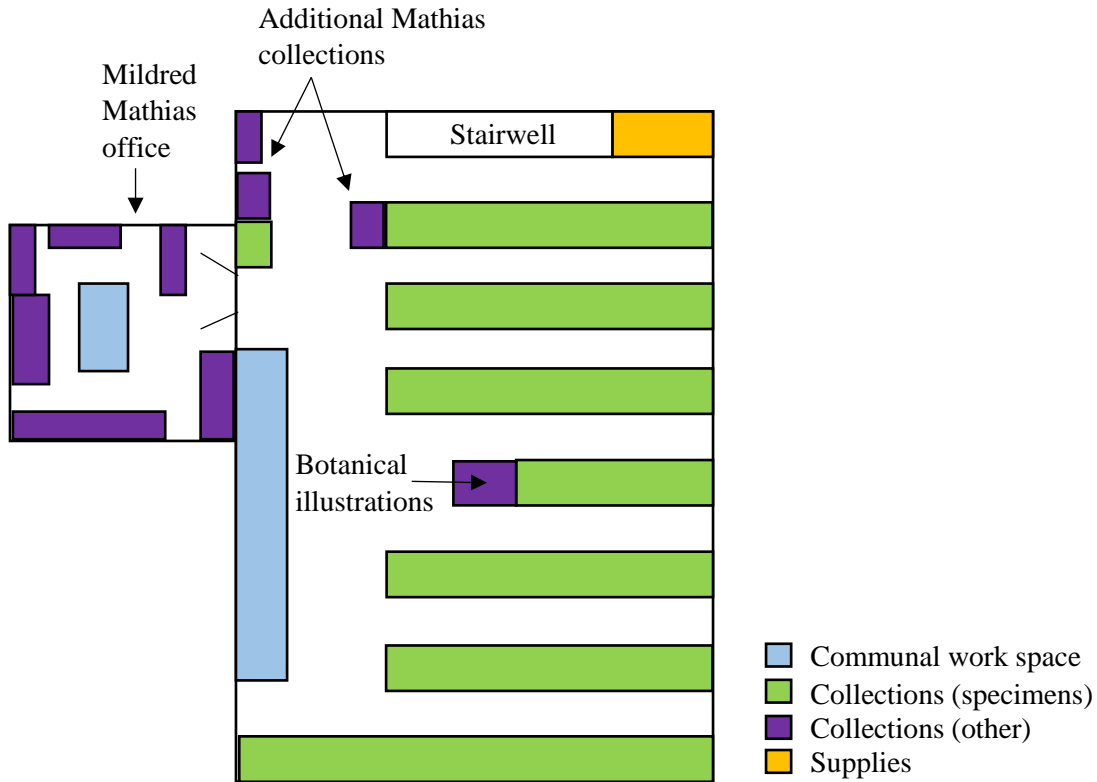 Additional Mathias
collections
Mildred
Mathias
office
Stairwell
Botanical
illustrations
Communal work space
Collections (specimens)
Collections (other)
Supplies